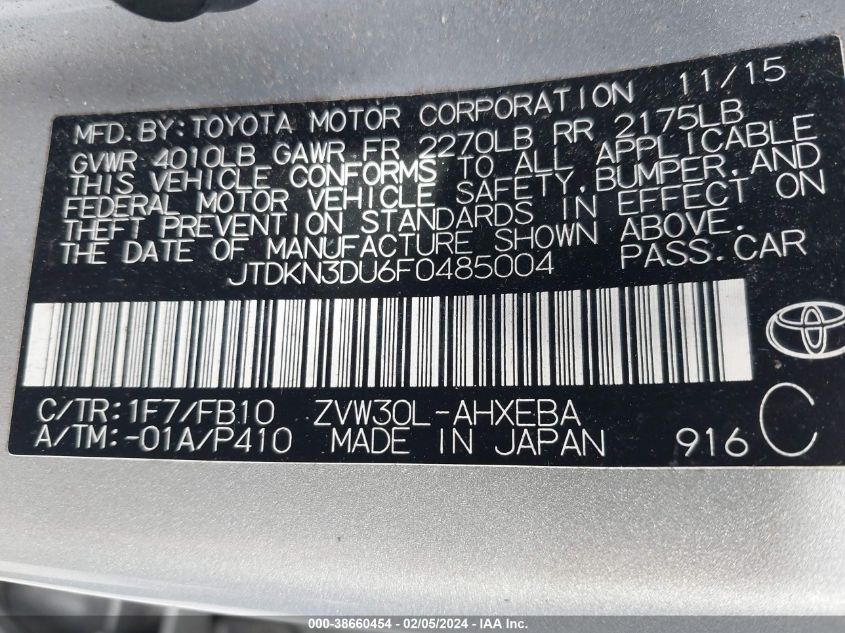 MFD. BY: TOYOTA MOTOR CORPORATION 11/15
GVWR 4010LB GAWR FR 2270LB RR 2175LB
THIS VEHICLE CONFORMS TO ALL APPLICABLE
FEDERAL MOTOR VEHICLE SAFETY, BUMPER, AND
THEFT PREVENTION STANDARDS IN EFFECT ON
THE DATE OF MANUFACTURE SHOWN ABOVE.
JTDKN3DU6F0485004 PASS. CAR
C/TR: 1F7/FB10 ZVW30L-AHXEBA
A/TM: -01A/P410 MADE IN JAPAN 916 C
000-38660454 - 02/05/2024 - © IAA Holdings, LLC.